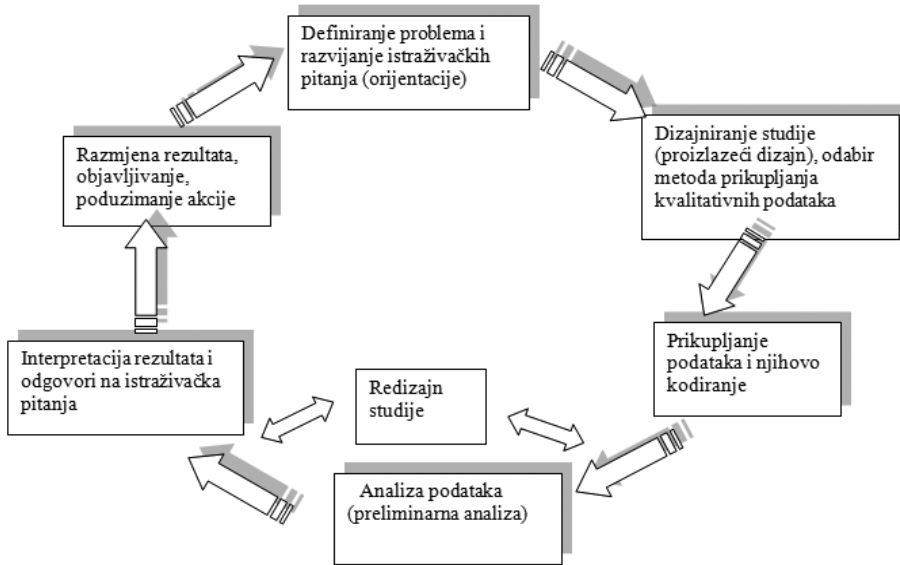 Definiranje problema i
razvijanje istraživačkih
pitanja (orijentacije)
Dizajniranje studije
(proizlazeći dizajn), odabir
metoda prikupljanja
kvalitativnih podataka
Prikupljanje
podataka i njihovo
kodiranje
Analiza podataka
(preliminarna analiza)
Redizajn
studije
Interpretacija rezultata i
odgovori na istraživačka
pitanja
Razmjena rezultata,
objavljivanje,
poduzimanje akcije